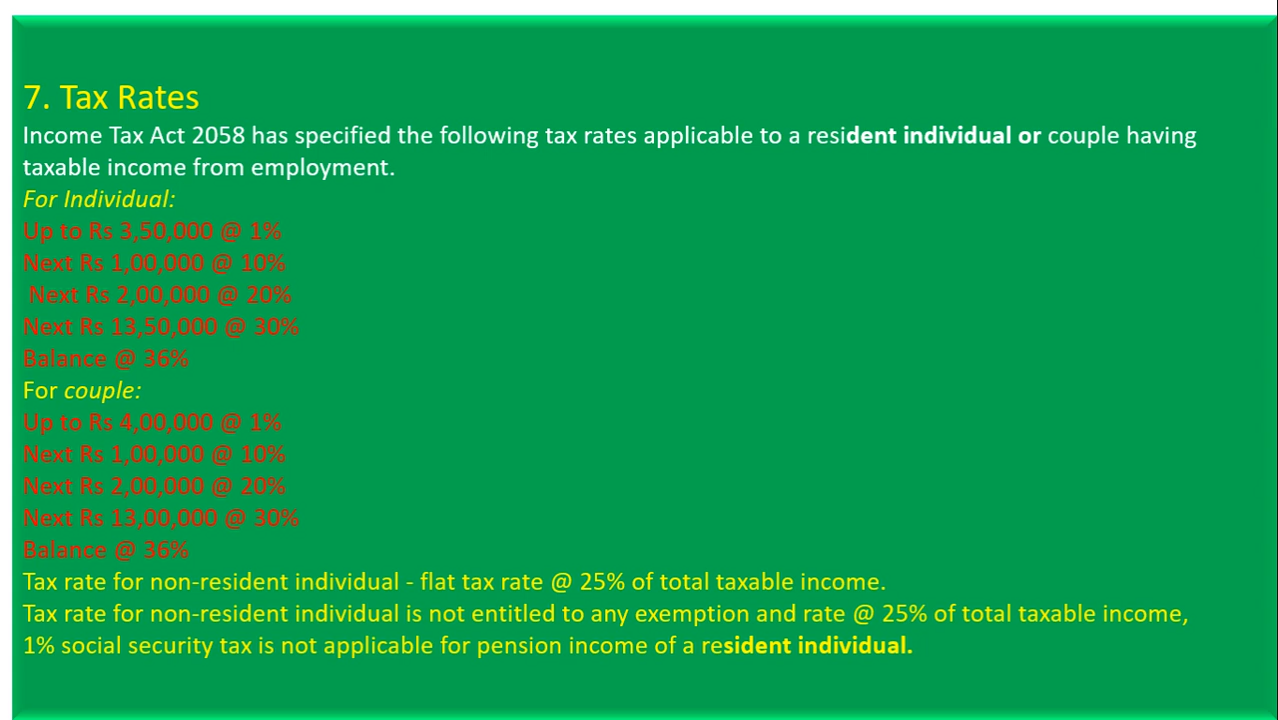 7. Tax Rates
Income Tax Act 2058 has specified the following tax rates applicable to a resident individual or couple having
taxable income from employment.
For Individual:
Up to Rs 3,50,000 @ 1%
Next Rs 1,00,000 @ 10%
Next Rs 2,00,000 @ 20%
Next Rs 13,50,000 @ 30%
Balance @ 36%
For couple:
Up to Rs 4,00,000 @ 1%
Next Rs 1,00,000 @ 10%
Next Rs 2,00,000 @ 20%
Next Rs 13,00,000 @ 30%
Balance @ 36%
Tax rate for non-resident individual - flat tax rate @ 25% of total taxable income.
Tax rate for non-resident individual is not entitled to any exemption and rate @ 25% of total taxable income,
1% social security tax is not applicable for pension income of a resident individual.